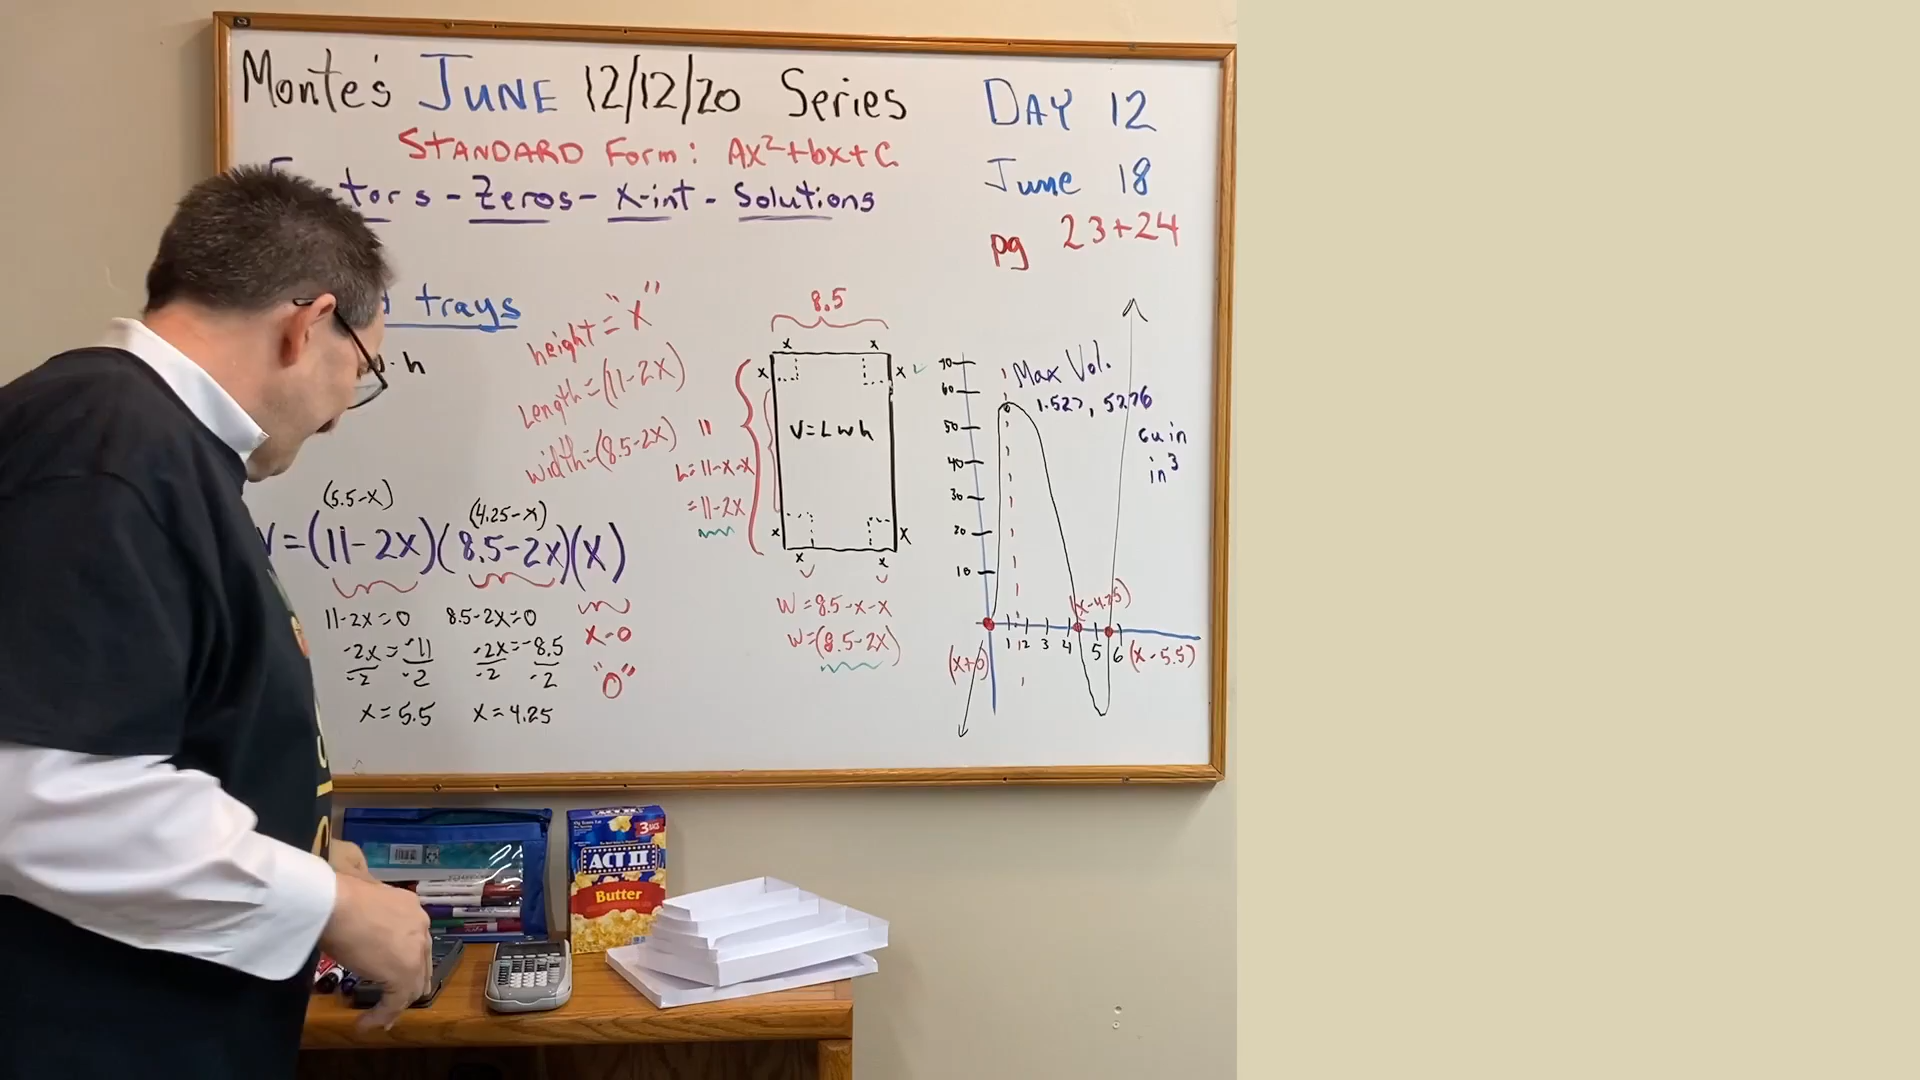 Monte's JUNE 12/12/20 Series
DAY 12
STANDARD Form: Ax²+bx+C
June 18
tors - Zeros - X-int - Solutions
pg 23+24
trays
height = "x"
· h
Length = (11-2x)
width = (8.5-2x)
8.5
x x
x x
11
V = L w h
L = 11-x-x
= 11-2x
x x
x x
W = 8.5-x-x
W = (8.5-2x)
(5.5-x) (4.25-x)
V = (11-2x)(8.5-2x)(x)
11-2x=0 8.5-2x=0
-2x = -11 -2x = -8.5
-2 -2 -2 -2
x = 5.5 x = 4.25
x-0
"0"
Max Vol.
cu in
in³
70
60
50
40
30
20
10
1 2 3 4 5 6
(x-4.25)
(x+0)
(x-5.5)
3
ACT II
Butter